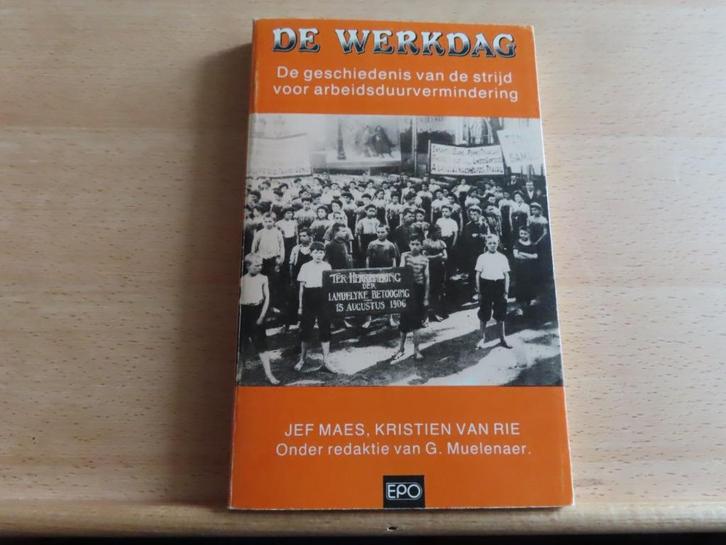 DE WERKDAG
De geschiedenis van de strijd
voor arbeidsduurvermindering
TER HERINNERING
DER
LANDELYKE BETOOGING
15 AUGUSTUS 1906
JEF MAES, KRISTIEN VAN RIE
Onder redaktie van G. Muelenaer.
EPO